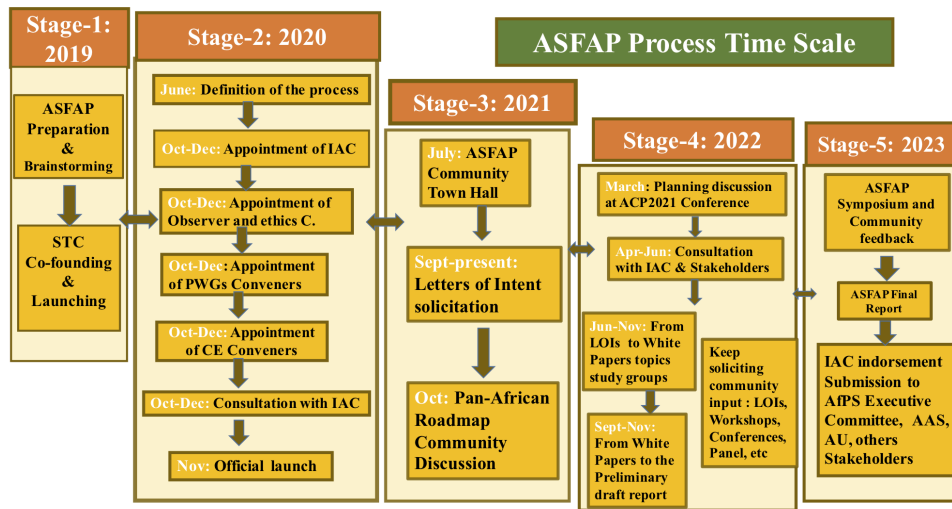 ASFAP Process Time Scale
Stage-1:
2019
ASFAP
Preparation
&
Brainstorming
STC
Co-founding
&
Launching
Stage-2: 2020
June: Definition of the process
Oct-Dec: Appointment of IAC
Oct-Dec: Appointment of
Observer and ethics C.
Oct-Dec: Appointment
of PWGs Conveners
Oct-Dec: Appointment
of CE Conveners
Oct-Dec: Consultation with IAC
Nov: Official launch
Stage-3: 2021
July: ASFAP
Community
Town Hall
Sept-present:
Letters of Intent
solicitation
Oct: Pan-African
Roadmap
Community
Discussion
Stage-4: 2022
March: Planning discussion
at ACP2021 Conference
Apr-Jun: Consultation
with IAC & Stakeholders
Jun-Nov: From
LOIs to White
Papers topics
study groups
Sept-Nov:
From White
Papers to the
Preliminary
draft report
Keep
soliciting
community
input : LOIs,
Workshops,
Conferences,
Panel, etc
Stage-5: 2023
ASFAP
Symposium and
Community
feedback
ASFAP Final
Report
IAC indorsement
Submission to
AfPS Executive
Committee, AAS,
AU, others
Stakeholders